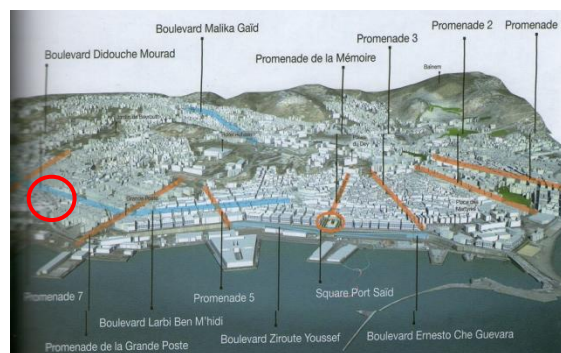 Boulevard Malika Gaïd
Promenade 2
Promenade
Promenade 3
Boulevard Didouche Mourad
Promenade de la Mémoire
Promenade 7
Promenade 5
Square Port Saïd
Boulevard Larbi Ben M'hidi
Boulevard Ziroute Youssef
Boulevard Ernesto Che Guevara
Promenade de la Grande Poste